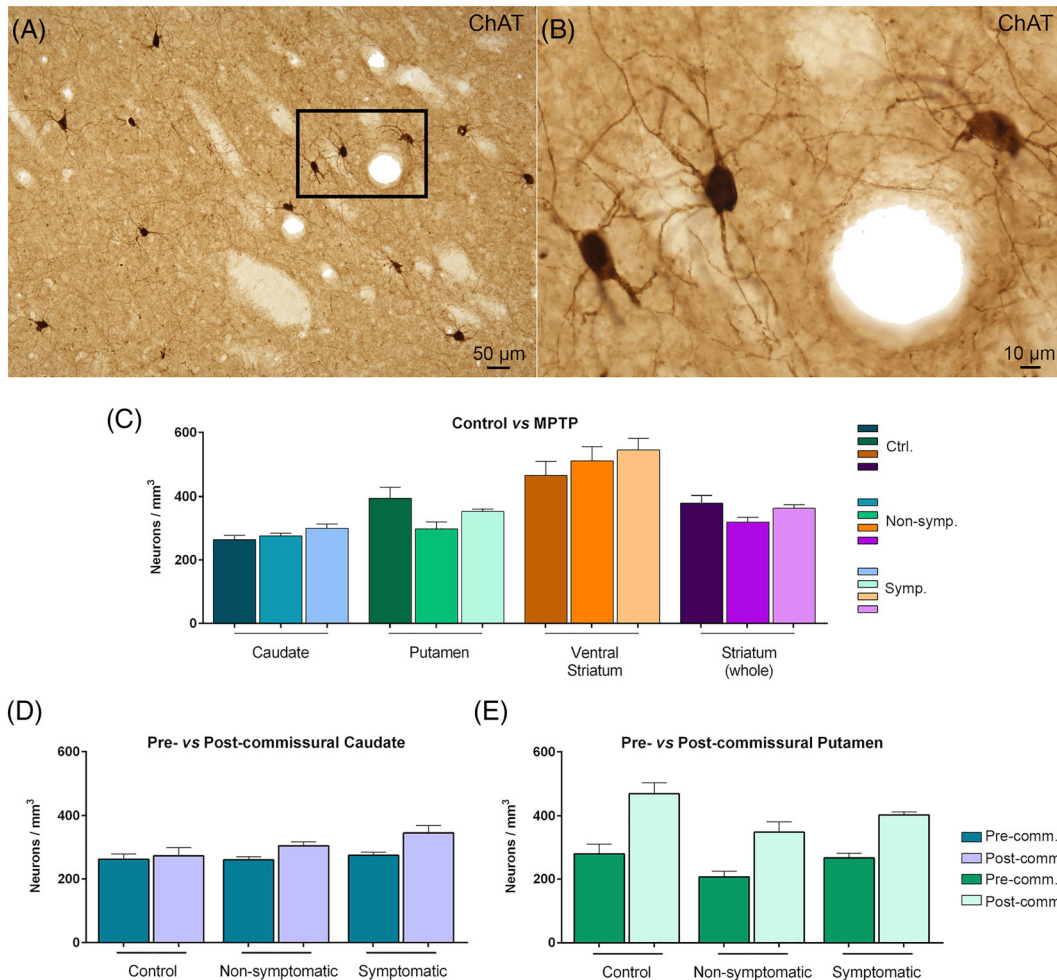 (A)
ChAT
50 µm
(B)
ChAT
10 µm
(C)
Control vs MPTP
Neurons / mm³
600
400
200
0
Caudate
Putamen
Ventral
Striatum
Striatum
(whole)
Ctrl.
Non-symp.
Symp.
(D)
Pre- vs Post-commissural Caudate
Neurons / mm³
600
400
200
0
Control
Non-symptomatic
Symptomatic
(E)
Pre- vs Post-commissural Putamen
Neurons / mm³
600
400
200
0
Control
Non-symptomatic
Symptomatic
Pre-comm.
Post-comm
Pre-comm.
Post-comm